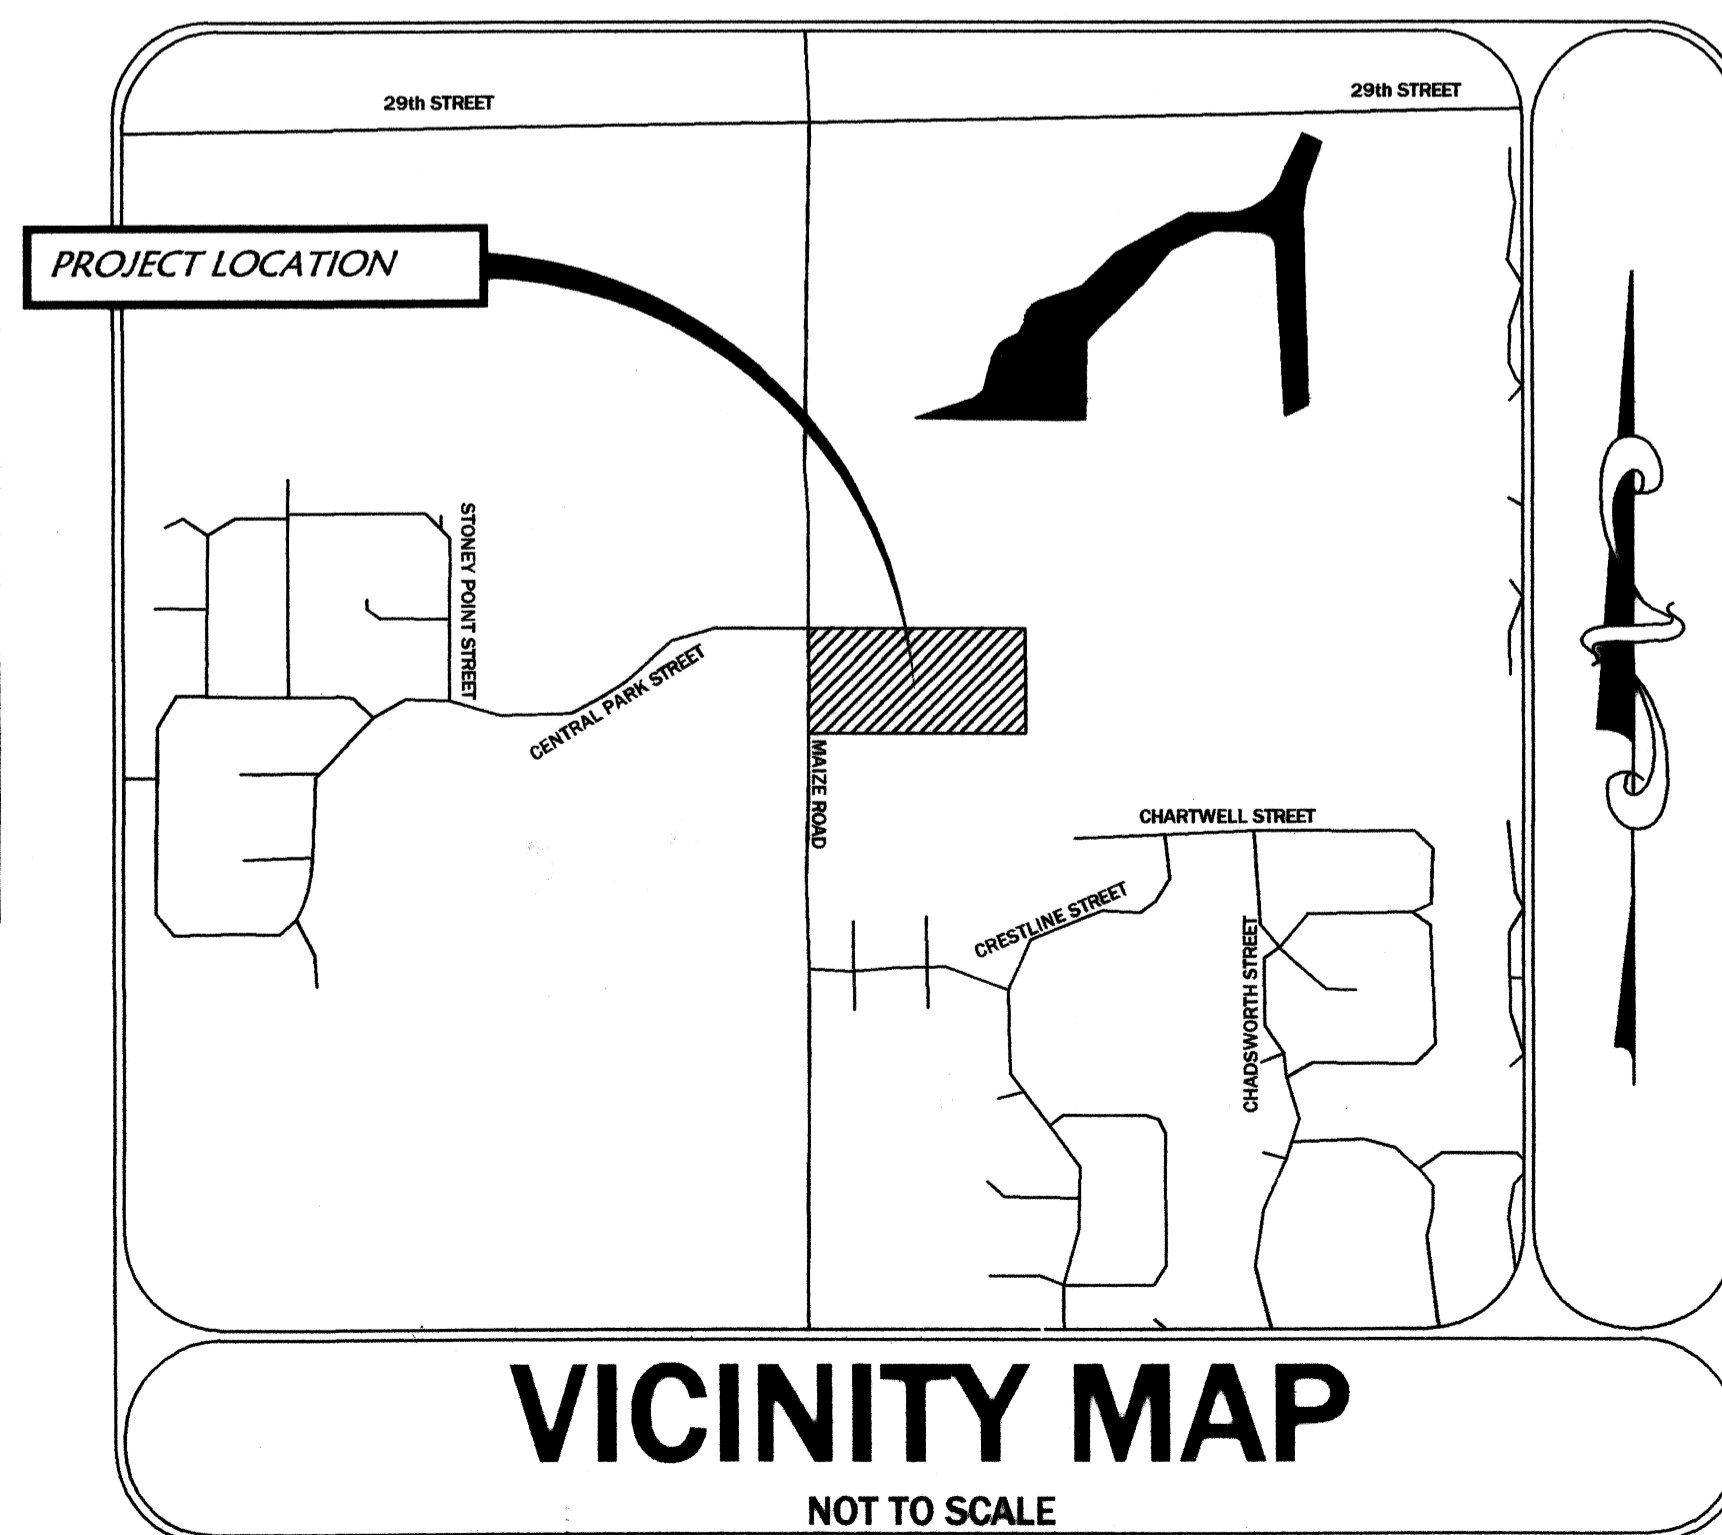 29th STREET
29th STREET
PROJECT LOCATION
STONEY POINT STREET
CENTRAL PARK STREET
MAIZE ROAD
CHARTWELL STREET
CRESTLINE STREET
CHADSWORTH STREET
VICINITY MAP
NOT TO SCALE